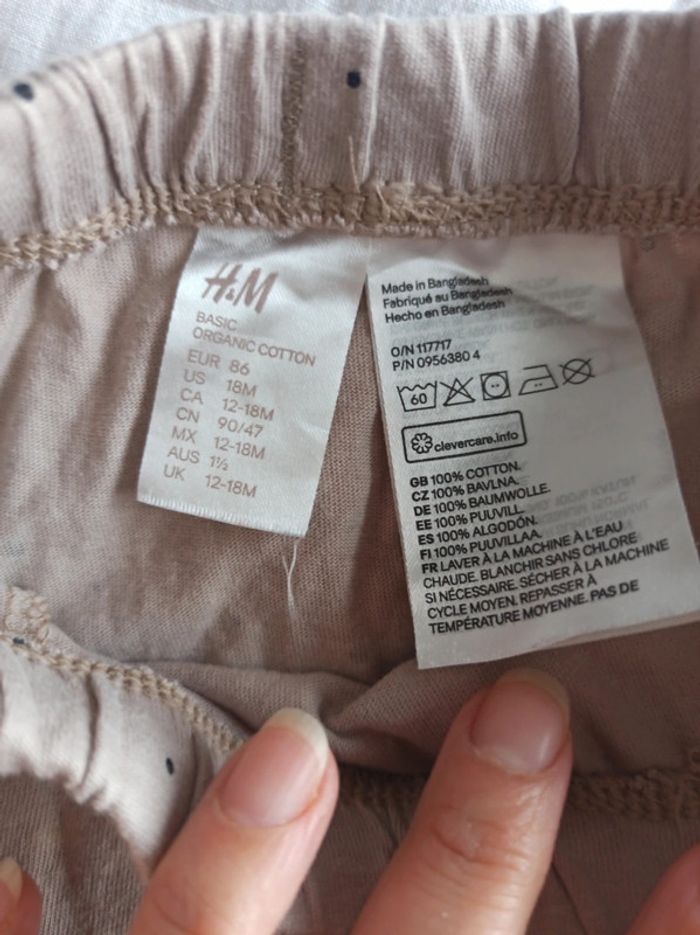 H&M
BASIC
ORGANIC COTTON
EUR 86
US 18M
CA 12-18M
CN 90/47
MX 12-18M
AUS 1½
UK 12-18M
Made in Bangladesh
Fabriqué au Bangladesh
Hecho en Bangladesh
O/N 117717
P/N 0956380 4
60
clevercare.info
GB 100% COTTON.
CZ 100% BAVLNA.
DE 100% BAUMWOLLE.
EE 100% PUUVILL.
ES 100% ALGODÓN.
FI 100% PUUVILLAA.
FR LAVER À LA MACHINE À L'EAU
CHAUDE. BLANCHIR SANS CHLORE
SI NÉCESSAIRE. SÉCHER À LA MACHINE
CYCLE MOYEN. REPASSER À
TEMPÉRATURE MOYENNE. PAS DE